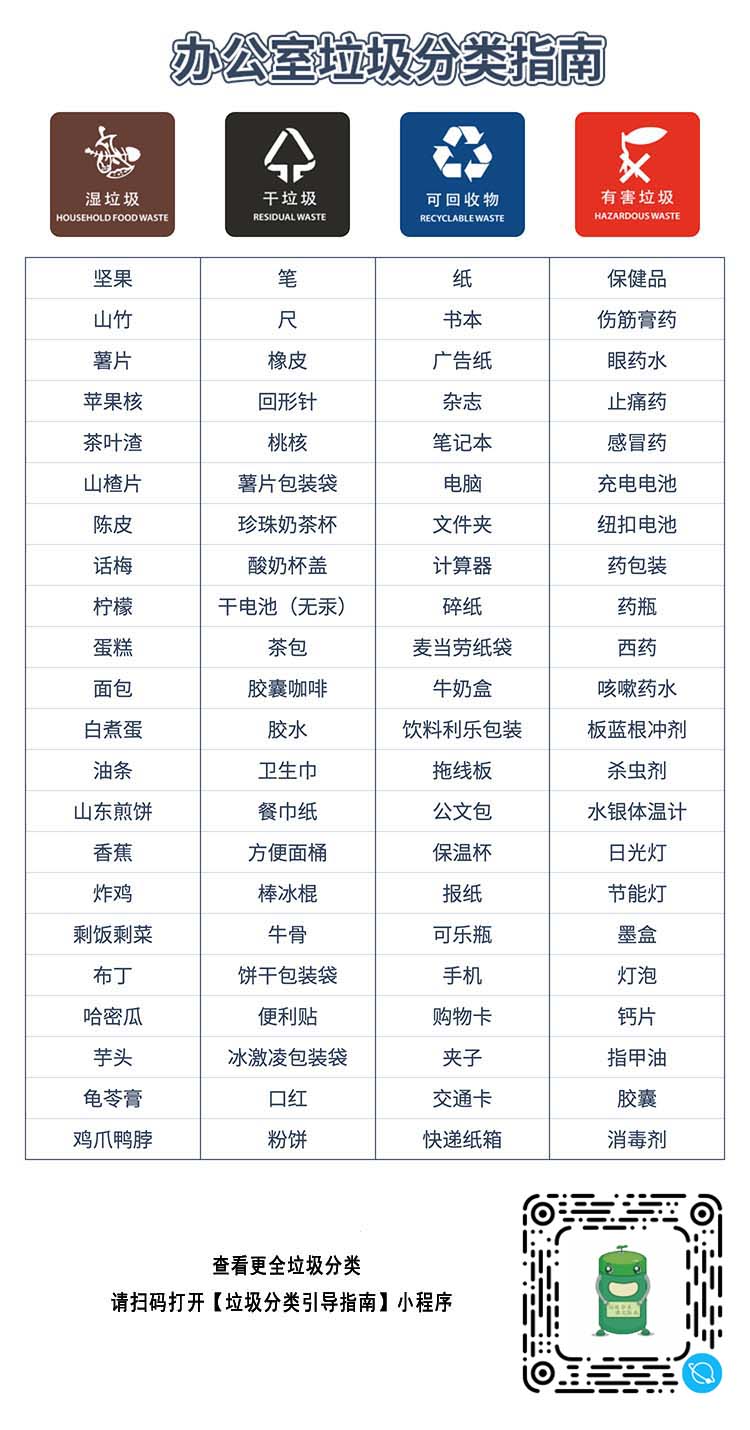 办公室垃圾分类指南
湿垃圾 干垃圾 可回收物 有害垃圾
HOUSEHOLD FOOD WASTE RESIDUAL WASTE RECYCLABLE WASTE HAZARDOUS WASTE
坚果 笔 纸 保健品
山竹 尺 书本 伤筋膏药
薯片 橡皮 广告纸 眼药水
苹果核 回形针 杂志 止痛药
茶叶渣 桃核 笔记本 感冒药
山楂片 薯片包装袋 电脑 充电电池
陈皮 珍珠奶茶杯 文件夹 纽扣电池
话梅 酸奶杯盖 计算器 药包装
柠檬 干电池（无汞） 碎纸 药瓶
蛋糕 茶包 麦当劳纸袋 西药
面包 胶囊咖啡 牛奶盒 咳嗽药水
白煮蛋 胶水 饮料利乐包装 板蓝根冲剂
油条 卫生巾 拖线板 杀虫剂
山东煎饼 餐巾纸 公文包 水银体温计
香蕉 方便面桶 保温杯 日光灯
炸鸡 棒冰棍 报纸 节能灯
剩饭剩菜 牛骨 可乐瓶 墨盒
布丁 饼干包装袋 手机 灯泡
哈密瓜 便利贴 购物卡 钙片
芋头 冰激凌包装袋 夹子 指甲油
龟苓膏 口红 交通卡 胶囊
鸡爪鸭脖 粉饼 快递纸箱 消毒剂
查看更全垃圾分类
请扫码打开【垃圾分类引导指南】小程序